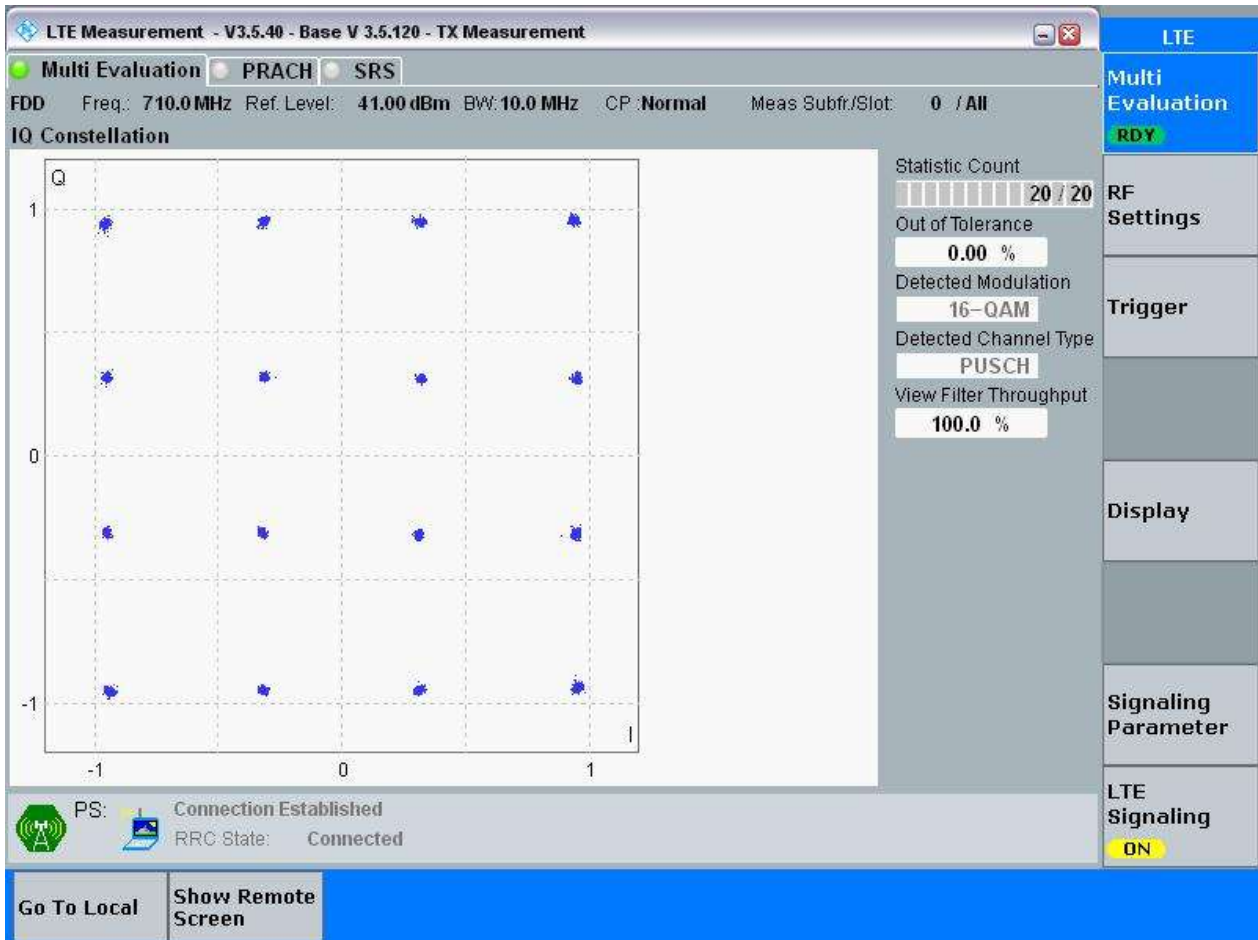 LTE Measurement - V3.5.40 - Base V 3.5.120 - TX Measurement
Multi Evaluation PRACH SRS
FDD Freq.: 710.0 MHz Ref. Level: 41.00 dBm BW: 10.0 MHz CP :Normal Meas Subfr./Slot: 0 / All
IQ Constellation
Q
1
0
-1
I
-1 0 1
Statistic Count
20 / 20
Out of Tolerance
0.00 %
Detected Modulation
16-QAM
Detected Channel Type
PUSCH
View Filter Throughput
100.0 %
PS: Connection Established
RRC State: Connected
LTE
Multi
Evaluation
RDY
RF
Settings
Trigger
Display
Signaling
Parameter
LTE
Signaling
ON
Go To Local
Show Remote
Screen